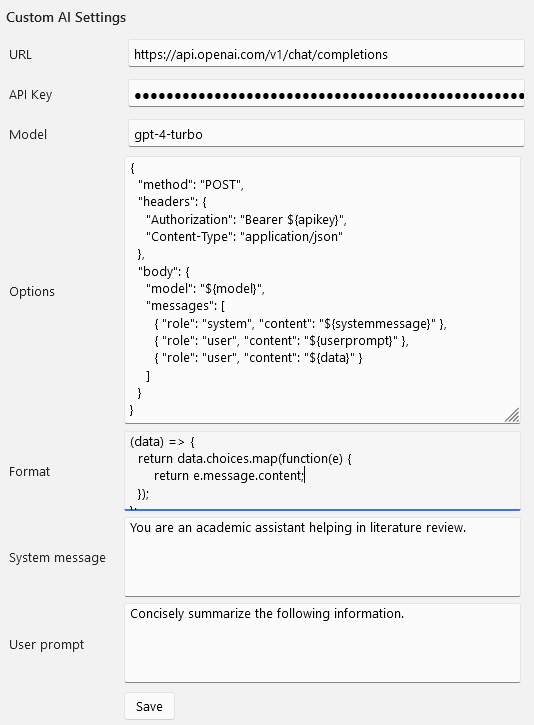 Custom AI Settings
URL
https://api.openai.com/v1/chat/completions
API Key
●●●●●●●●●●●●●●●●●●●●●●●●●●●●●●●●●●●●●●●●●●●●●●●●●
Model
gpt-4-turbo
Options
{
"method": "POST",
"headers": {
"Authorization": "Bearer ${apikey}",
"Content-Type": "application/json"
},
"body": {
"model": "${model}",
"messages": [
{ "role": "system", "content": "${systemmessage}" },
{ "role": "user", "content": "${userprompt}" },
{ "role": "user", "content": "${data}" }
]
}
}
Format
(data) => {
return data.choices.map(function(e) {
return e.message.content;
});
};
System message
You are an academic assistant helping in literature review.
User prompt
Concisely summarize the following information.
Save